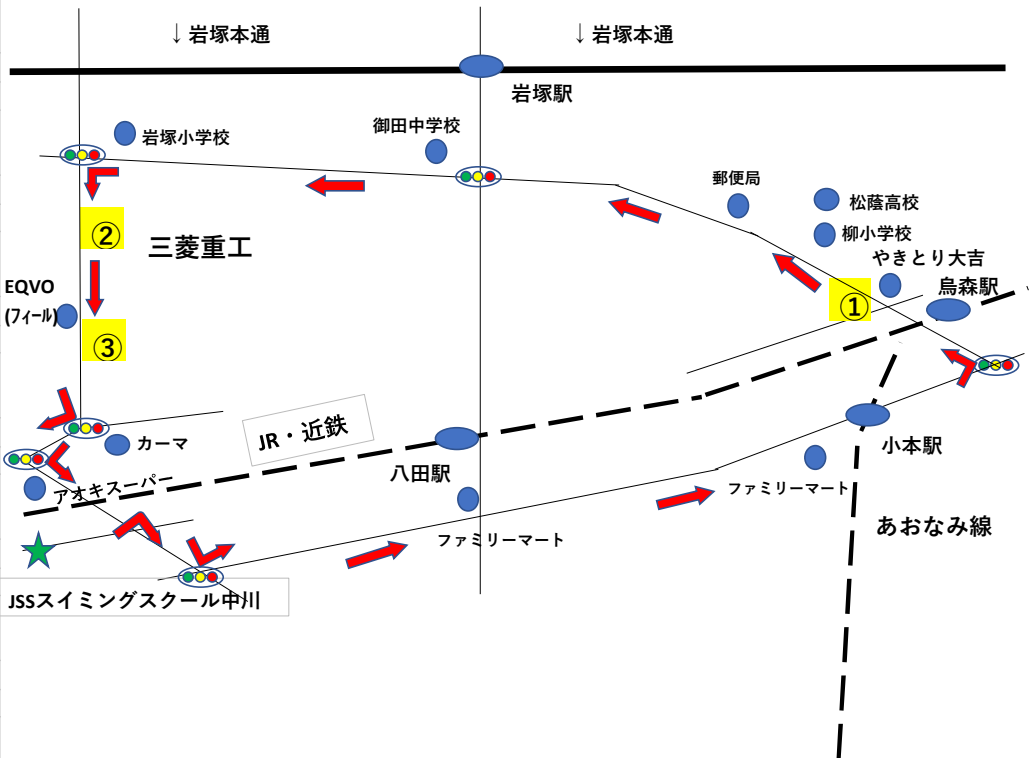 ↓岩塚本通
↓岩塚本通
岩塚駅
岩塚小学校
御田中学校
郵便局
松蔭高校
柳小学校
②
三菱重工
やきとり大吉
烏森駅
EQVO
(フィール)
①
③
JR・近鉄
カーマ
八田駅
小本駅
アオキスーパー
ファミリーマート
ファミリーマート
あおなみ線
JSSスイミングスクール中川